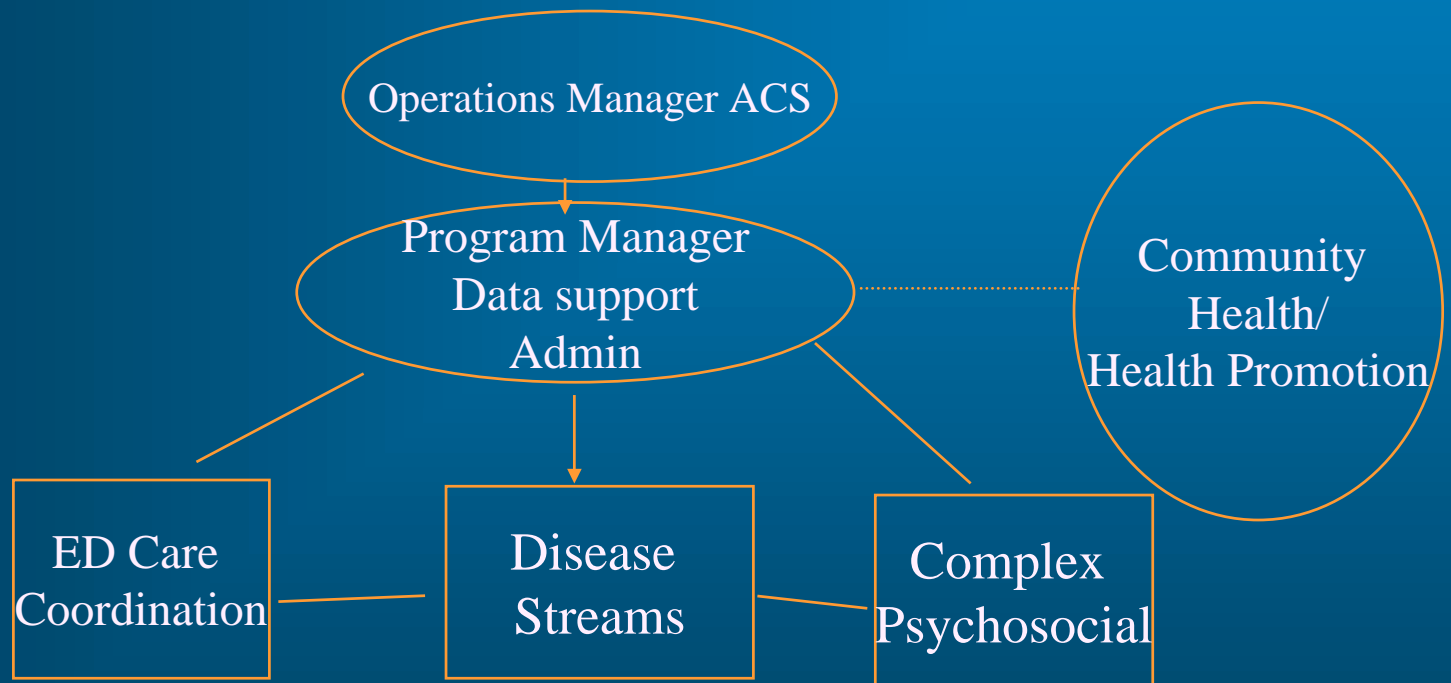 Operations Manager ACS
Program Manager
Data support
Admin
Community
Health/
Health Promotion
ED Care
Coordination
Disease
Streams
Complex
Psychosocial